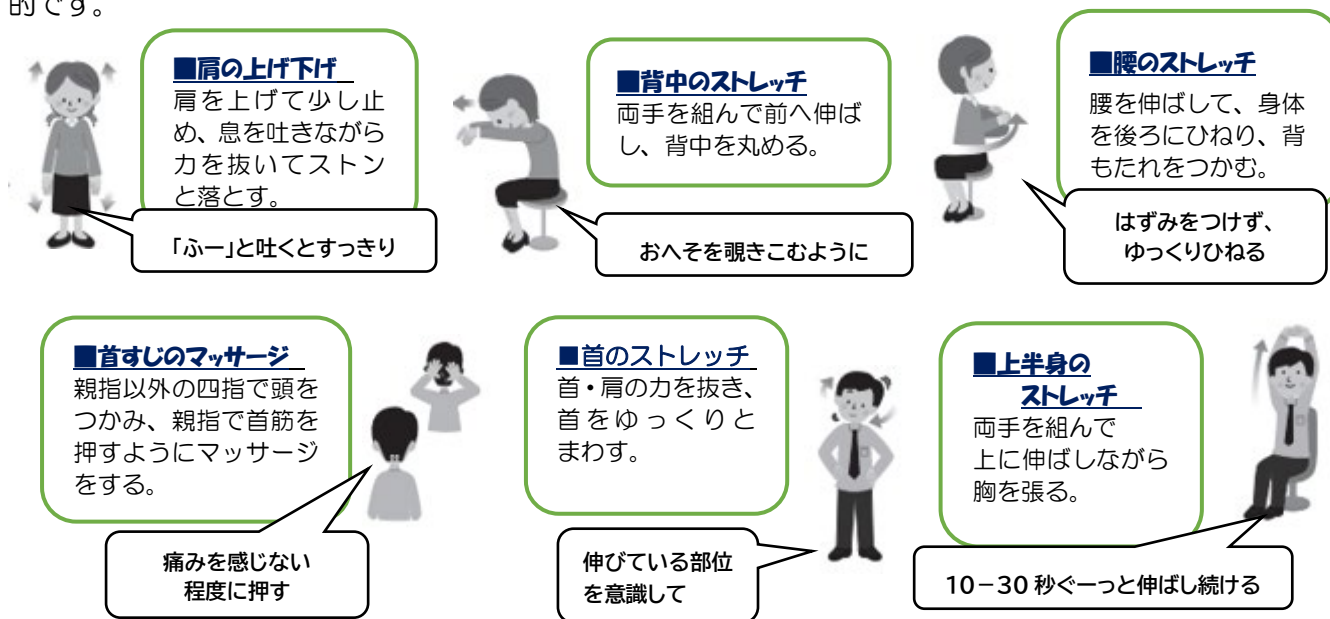 的です。
■肩の上げ下げ
肩を上げて少し止
め、息を吐きながら
力を抜いてストン
と落とす。
「ふー」と吐くとすっきり
■背中のストレッチ
両手を組んで前へ伸ば
し、背中を丸める。
おへそを覗きこむように
■腰のストレッチ
腰を伸ばして、身体
を後ろにひねり、背
もたれをつかむ。
はずみをつけず、
ゆっくりひねる
■首すじのマッサージ
親指以外の四指で頭を
つかみ、親指で首筋を
押すようにマッサージ
をする。
痛みを感じない
程度に押す
■首のストレッチ
首・肩の力を抜き、
首をゆっくりと
まわす。
伸びている部位
を意識して
■上半身の
ストレッチ
両手を組んで
上に伸ばしながら
胸を張る。
10－30 秒ぐーっと伸ばし続ける